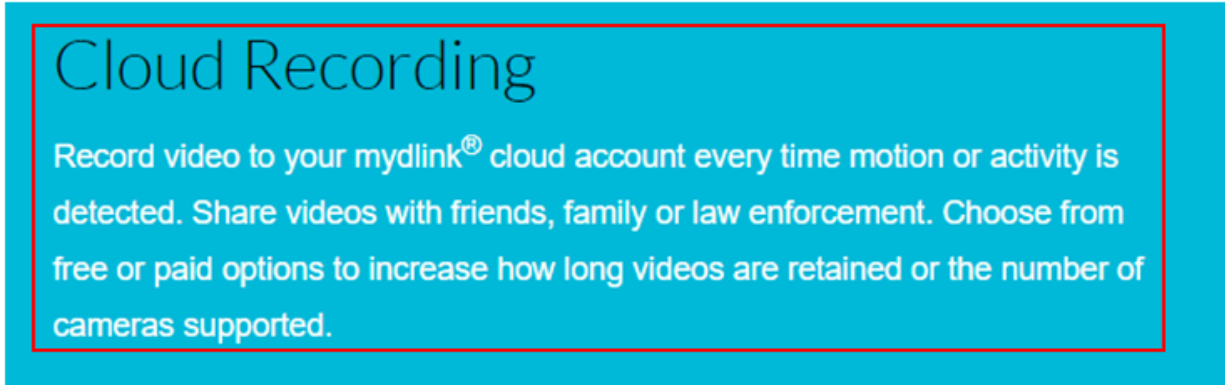 Cloud Recording
Record video to your mydlink® cloud account every time motion or activity is
detected. Share videos with friends, family or law enforcement. Choose from
free or paid options to increase how long videos are retained or the number of
cameras supported.